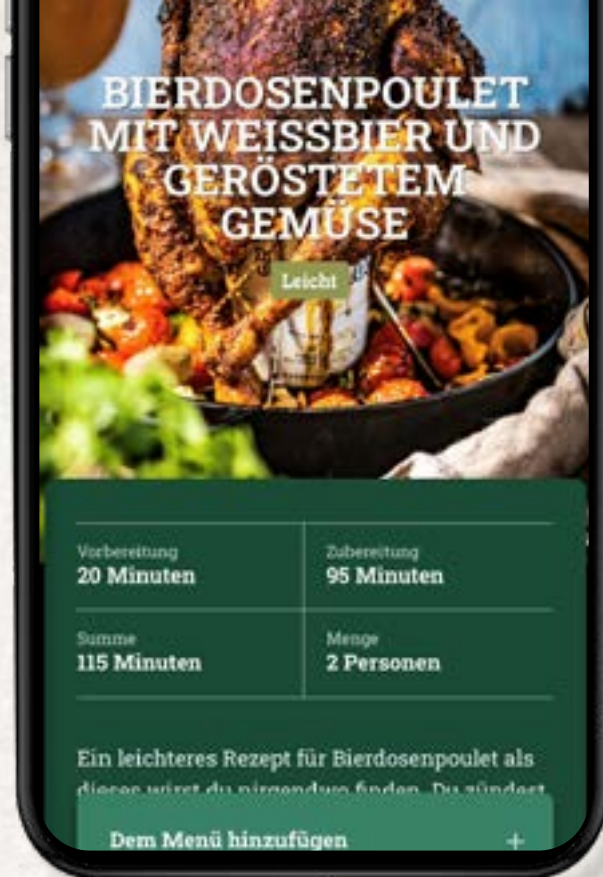 BIERDOSENPOULET
MIT WEISSBIER UND
GERÖSTETEM
GEMÜSE
Leicht
Vorbereitung
20 Minuten
Zubereitung
95 Minuten
Summe
115 Minuten
Menge
2 Personen
Ein leichteres Rezept für Bierdosenpoulet als
dieses wirst du nirgendwo finden. Du zündest
Dem Menü hinzufügen +